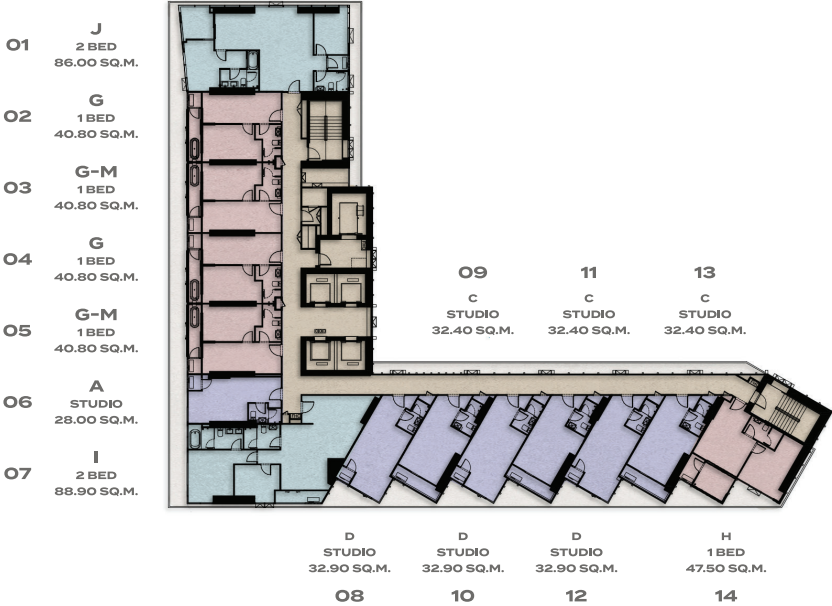 01
J
2 BED
86.00 SQ.M.
02
G
1 BED
40.80 SQ.M.
03
G-M
1 BED
40.80 SQ.M.
04
G
1 BED
40.80 SQ.M.
05
G-M
1 BED
40.80 SQ.M.
06
A
STUDIO
28.00 SQ.M.
07
I
2 BED
88.90 SQ.M.
09
C
STUDIO
32.40 SQ.M.
11
C
STUDIO
32.40 SQ.M.
13
C
STUDIO
32.40 SQ.M.
D
STUDIO
32.90 SQ.M.
08
D
STUDIO
32.90 SQ.M.
10
D
STUDIO
32.90 SQ.M.
12
H
1 BED
47.50 SQ.M.
14